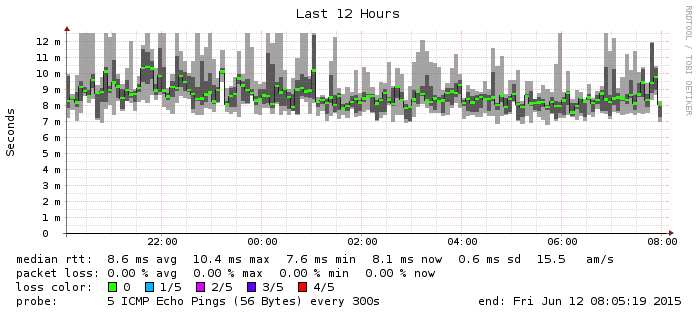 Last 12 Hours
RRDTOOL / TOBI OETIKER
Seconds
12 m
11 m
10 m
9 m
8 m
7 m
6 m
5 m
4 m
3 m
2 m
1 m
0
22:00 00:00 02:00 04:00 06:00 08:00
median rtt: 8.6 ms avg 10.4 ms max 7.6 ms min 8.1 ms now 0.6 ms sd 15.5 am/s
packet loss: 0.00 % avg 0.00 % max 0.00 % min 0.00 % now
loss color: 0 1/5 2/5 3/5 4/5
probe: 5 ICMP Echo Pings (56 Bytes) every 300s end: Fri Jun 12 08:05:19 2015